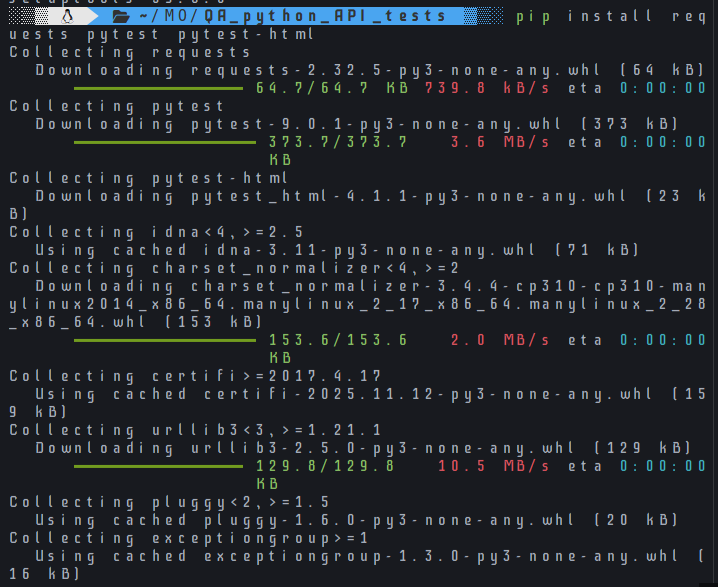 ~/MO/QA_python_API_tests pip install req
uests pytest pytest-html
Collecting requests
Downloading requests-2.32.5-py3-none-any.whl (64 kB)
64.7/64.7 KB 739.8 kB/s eta 0:00:00
Collecting pytest
Downloading pytest-9.0.1-py3-none-any.whl (373 kB)
373.7/373.7 3.6 MB/s eta 0:00:00
KB
Collecting pytest-html
Downloading pytest_html-4.1.1-py3-none-any.whl (23 k
B)
Collecting idna<4,>=2.5
Using cached idna-3.11-py3-none-any.whl (71 kB)
Collecting charset_normalizer<4,>=2
Downloading charset_normalizer-3.4.4-cp310-cp310-man
ylinux2014_x86_64.manylinux_2_17_x86_64.manylinux_2_28
_x86_64.whl (153 kB)
153.6/153.6 2.0 MB/s eta 0:00:00
KB
Collecting certifi>=2017.4.17
Using cached certifi-2025.11.12-py3-none-any.whl (15
9 kB)
Collecting urllib3<3,>=1.21.1
Downloading urllib3-2.5.0-py3-none-any.whl (129 kB)
129.8/129.8 10.5 MB/s eta 0:00:00
KB
Collecting pluggy<2,>=1.5
Using cached pluggy-1.6.0-py3-none-any.whl (20 kB)
Collecting exceptiongroup>=1
Using cached exceptiongroup-1.3.0-py3-none-any.whl (
16 kB)